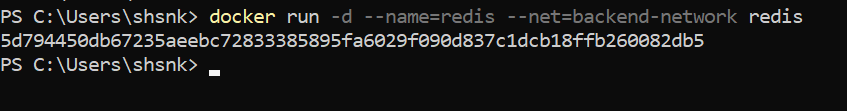 PS C:\Users\shsnk> docker run -d --name=redis --net=backend-network redis
5d794450db67235aeebc72833385895fa6029f090d837c1dcb18ffb260082db5
PS C:\Users\shsnk>